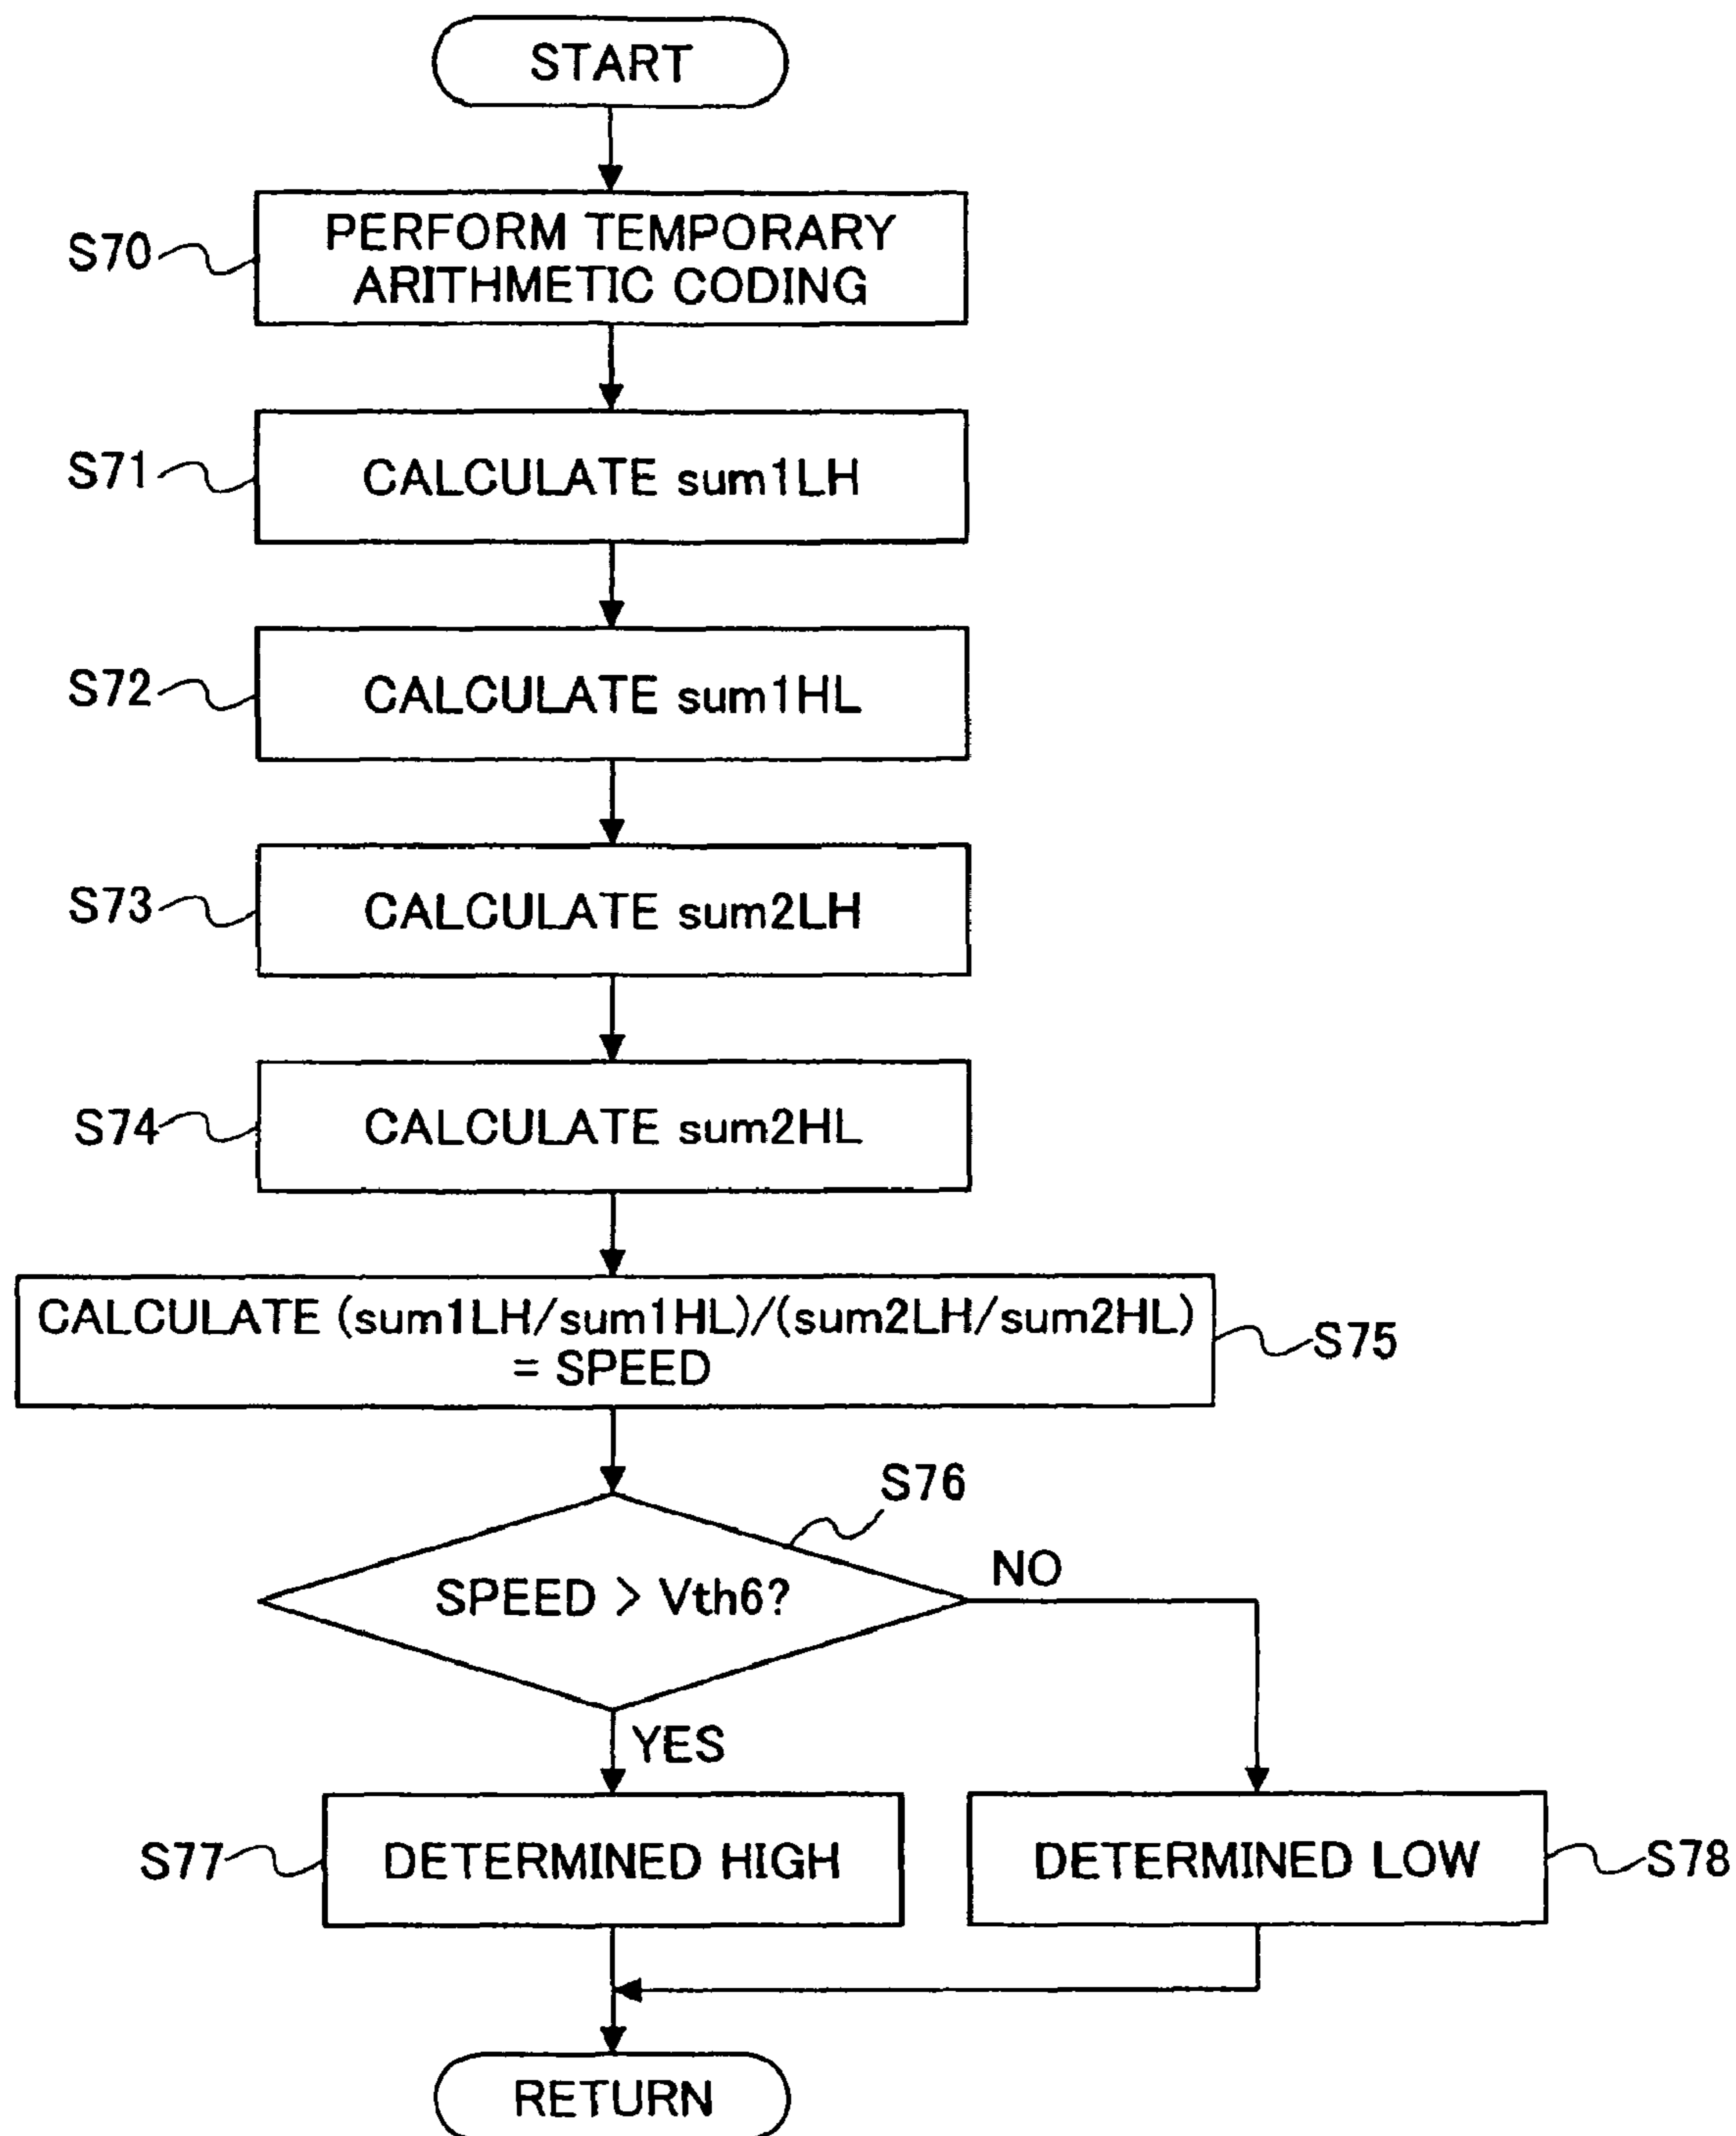 START
S70
PERFORM TEMPORARY
ARITHMETIC CODING
S71
CALCULATE sum1LH
S72
CALCULATE sum1HL
S73
CALCULATE sum2LH
S74
CALCULATE sum2HL
CALCULATE (sum1LH/sum1HL)/(sum2LH/sum2HL)
= SPEED
S75
S76
SPEED > Vth6?
NO
YES
S77
DETERMINED HIGH
DETERMINED LOW
S78
RETURN